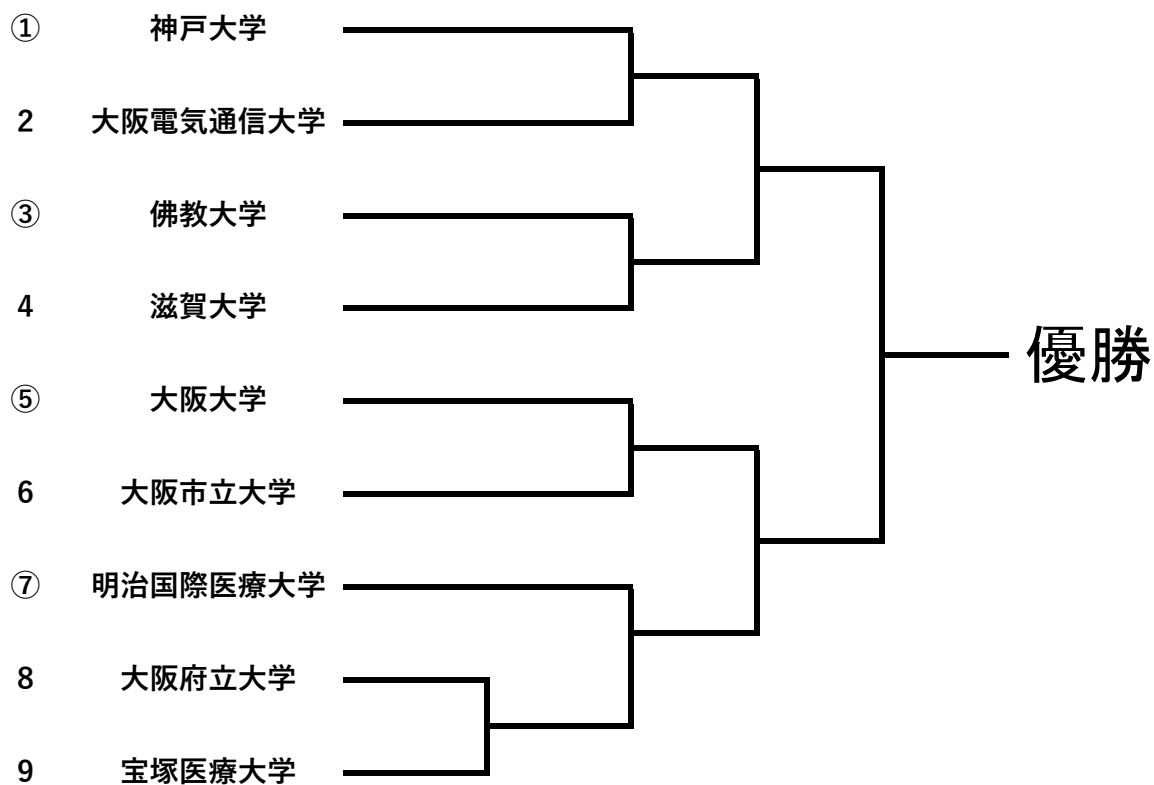 ① 神戸大学
2 大阪電気通信大学
③ 佛教大学
4 滋賀大学
優勝
⑤ 大阪大学
6 大阪市立大学
⑦ 明治国際医療大学
8 大阪府立大学
9 宝塚医療大学